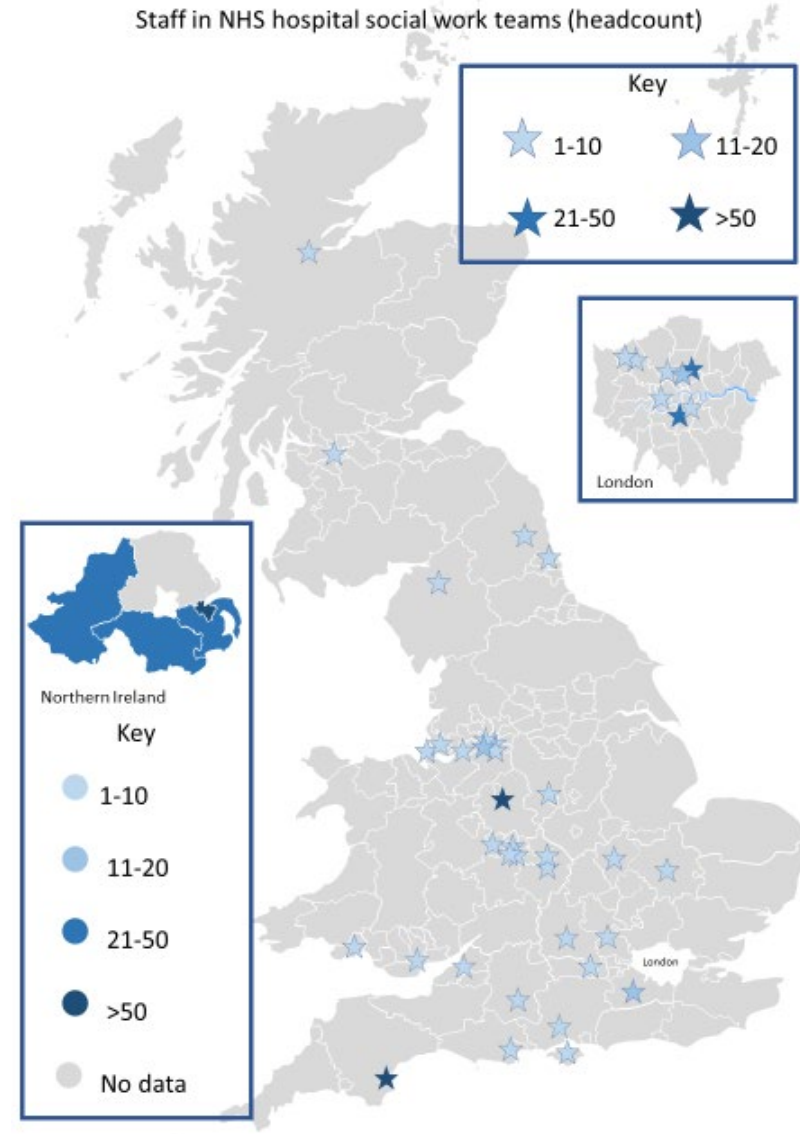 Staff in NHS hospital social work teams (headcount)
Key
1-10
11-20
21-50
>50
London
Northern Ireland
Key
1-10
11-20
21-50
>50
No data
London